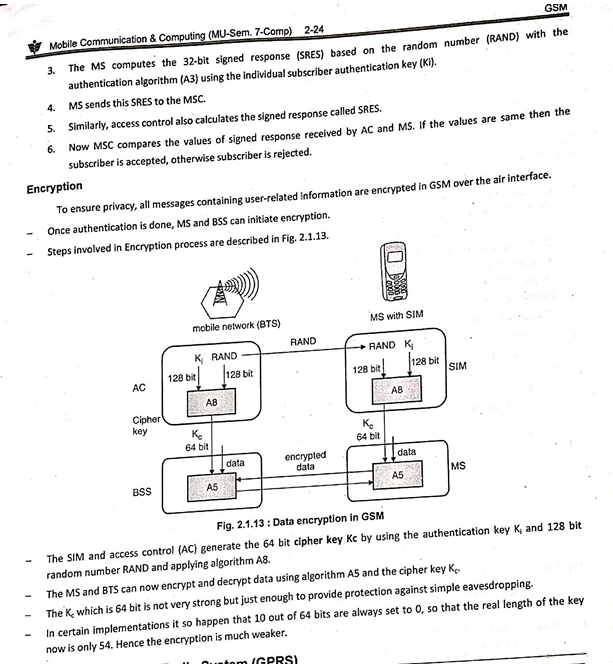 GSM
Mobile Communication & Computing (MU-Sem. 7-Comp) 2-24
3. The MS computes the 32-bit signed response (SRES) based on the random number (RAND) with the
authentication algorithm (A3) using the individual subscriber authentication key (Ki).
4. MS sends this SRES to the MSC.
5. Similarly, access control also calculates the signed response called SRES.
6. Now MSC compares the values of signed response received by AC and MS. If the values are same then the
subscriber is accepted, otherwise subscriber is rejected.
Encryption
To ensure privacy, all messages containing user-related information are encrypted in GSM over the air interface.
– Once authentication is done, MS and BSS can initiate encryption.
– Steps involved in Encryption process are described in Fig. 2.1.13.
mobile network (BTS)
MS with SIM
RAND
Ki RAND
RAND Ki
128 bit 128 bit
128 bit 128 bit
SIM
AC
A8
A8
Cipher
key
Kc
64 bit
Kc
64 bit
data
encrypted
data
data
MS
BSS
A5
A5
Fig. 2.1.13 : Data encryption in GSM
– The SIM and access control (AC) generate the 64 bit cipher key Kc by using the authentication key Ki and 128 bit
random number RAND and applying algorithm A8.
– The MS and BTS can now encrypt and decrypt data using algorithm A5 and the cipher key Kc.
– The Kc which is 64 bit is not very strong but just enough to provide protection against simple eavesdropping.
– In certain implementations it so happen that 10 out of 64 bits are always set to 0, so that the real length of the key
now is only 54. Hence the encryption is much weaker.
System (GPRS)